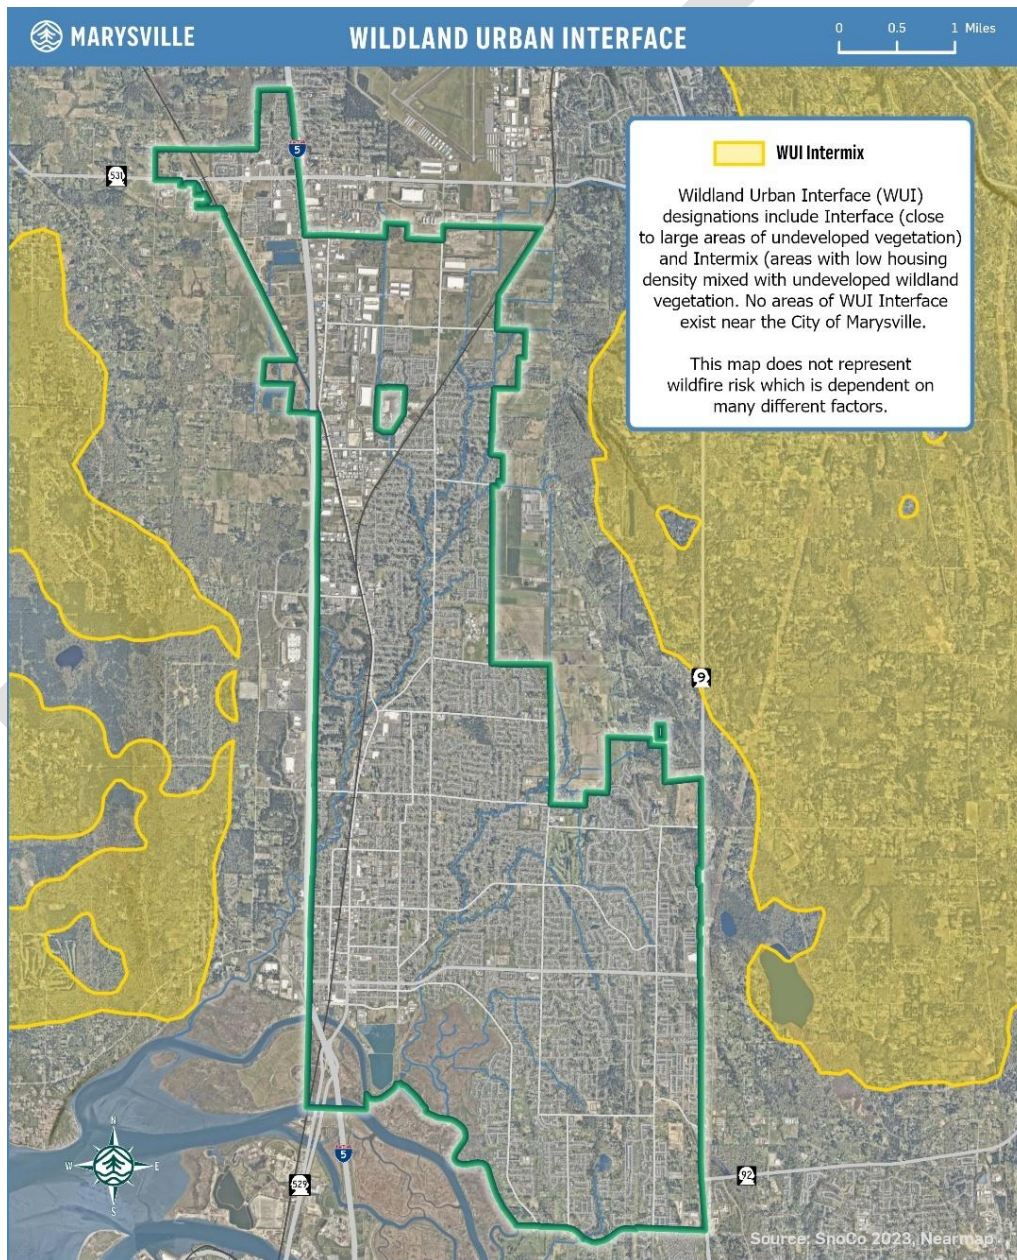 MARYSVILLE
WILDLAND URBAN INTERFACE
0 0.5 1 Miles
5
531
WUI Intermix
Wildland Urban Interface (WUI)
designations include Interface (close
to large areas of undeveloped vegetation)
and Intermix (areas with low housing
density mixed with undeveloped wildland
vegetation. No areas of WUI Interface
exist near the City of Marysville.
This map does not represent
wildfire risk which is dependent on
many different factors.
9
N
W E
S
5
529
92
Source: SnoCo 2023, Nearmap